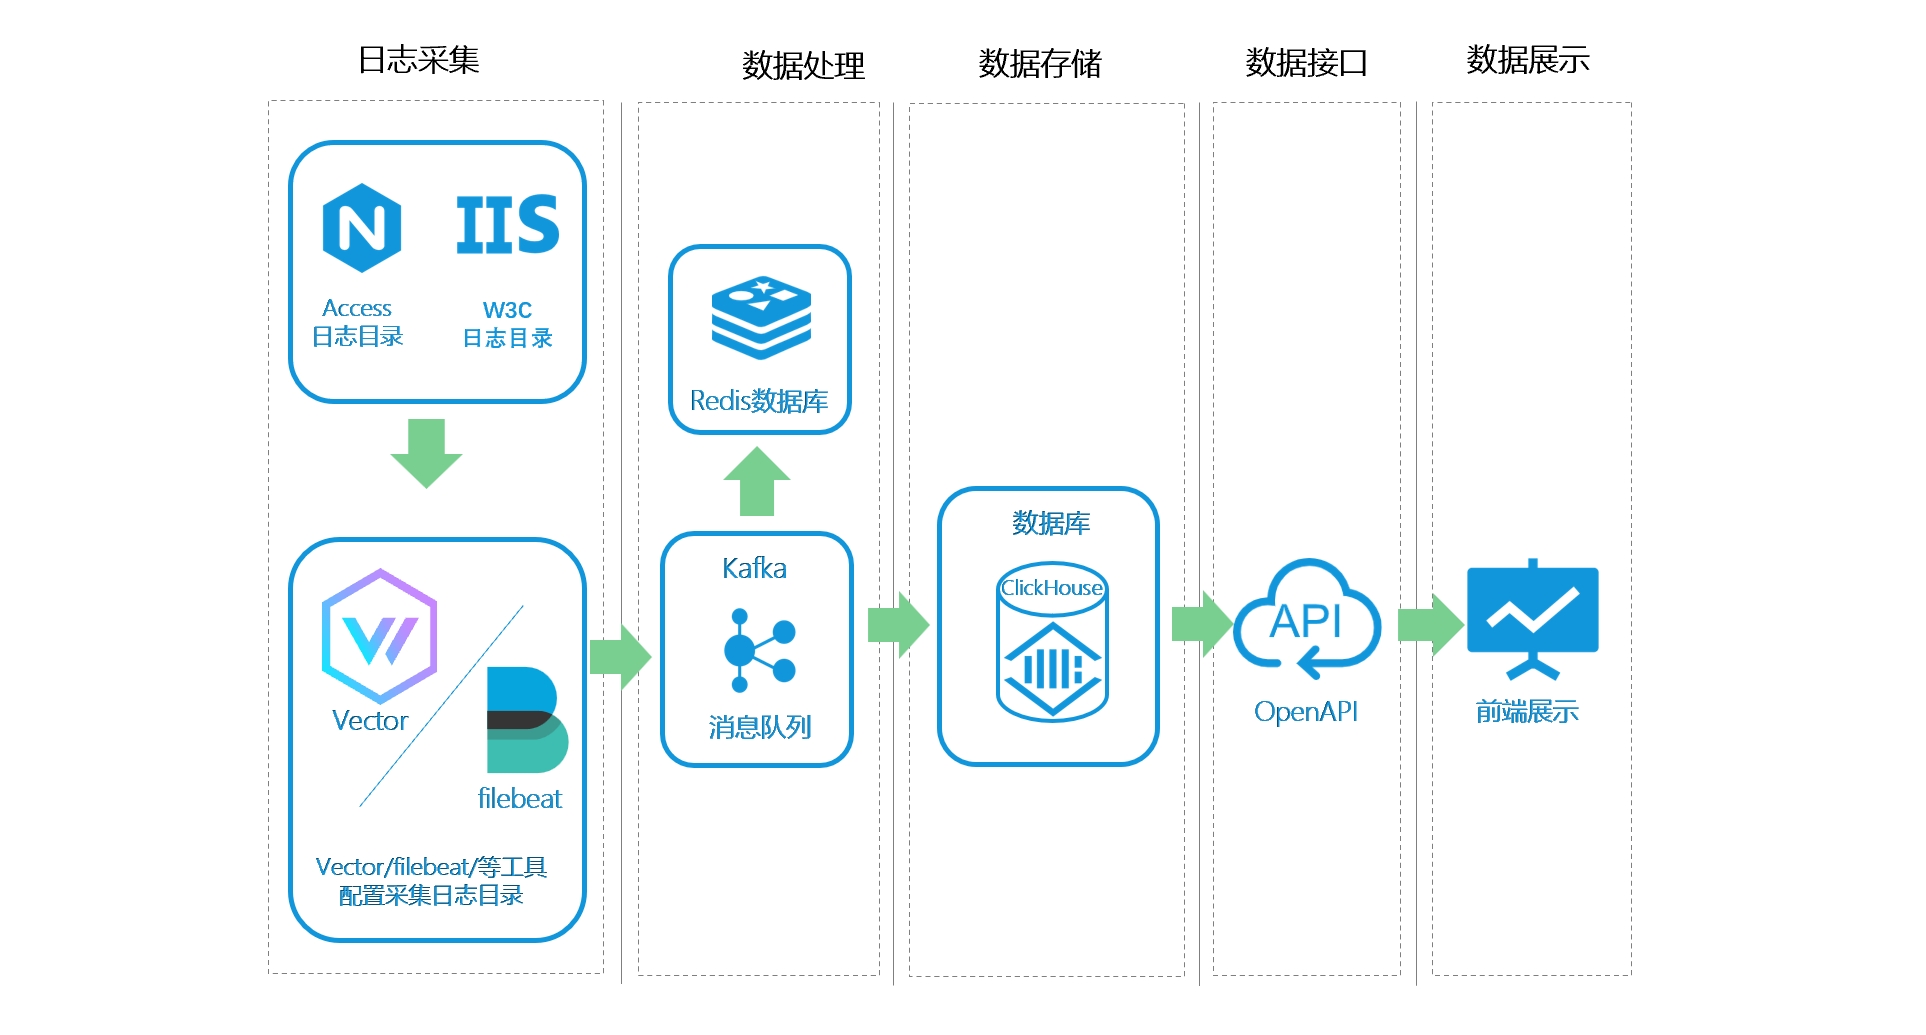 日志采集
数据处理
数据存储
数据接口
数据展示
IIS
Access
日志目录
W3C
日志目录
Vector
filebeat
Vector/filebeat/等工具
配置采集日志目录
Redis数据库
Kafka
消息队列
数据库
ClickHouse
API
OpenAPI
前端展示